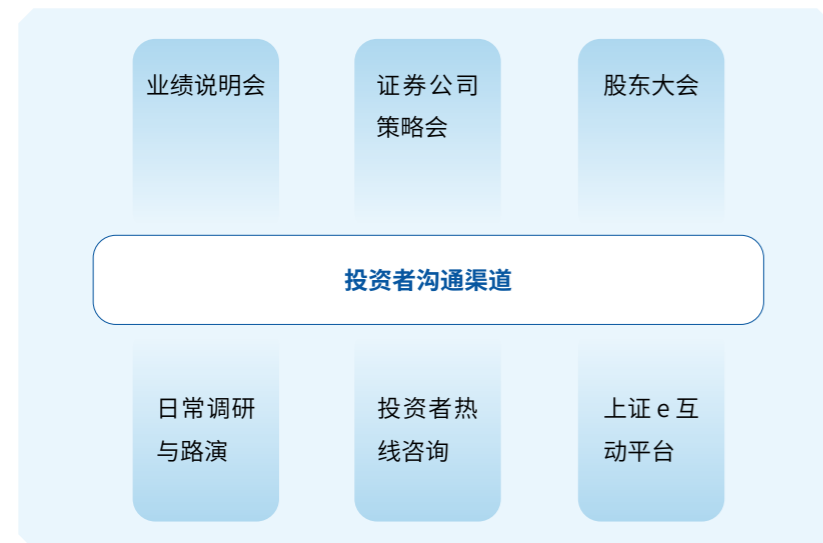 业绩说明会
证券公司
策略会
股东大会
投资者沟通渠道
日常调研
与路演
投资者热
线咨询
上证 e 互
动平台